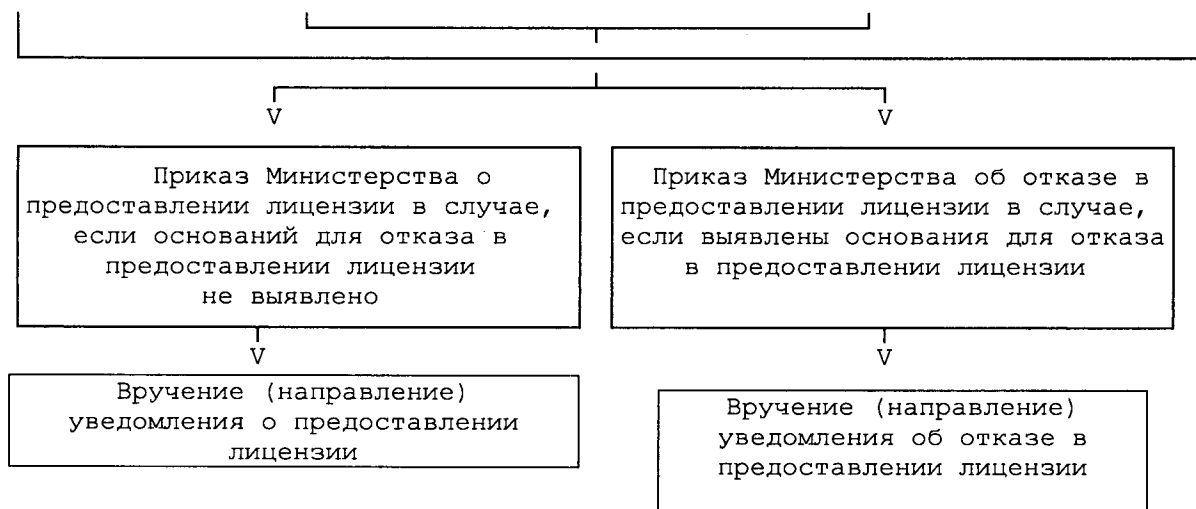 V
V
Приказ Министерства о
предоставлении лицензии в случае,
если оснований для отказа в
предоставлении лицензии
не выявлено
Приказ Министерства об отказе в
предоставлении лицензии в случае,
если выявлены основания для отказа
в предоставлении лицензии
V
V
Вручение (направление)
уведомления о предоставлении
лицензии
Вручение (направление)
уведомления об отказе в
предоставлении лицензии